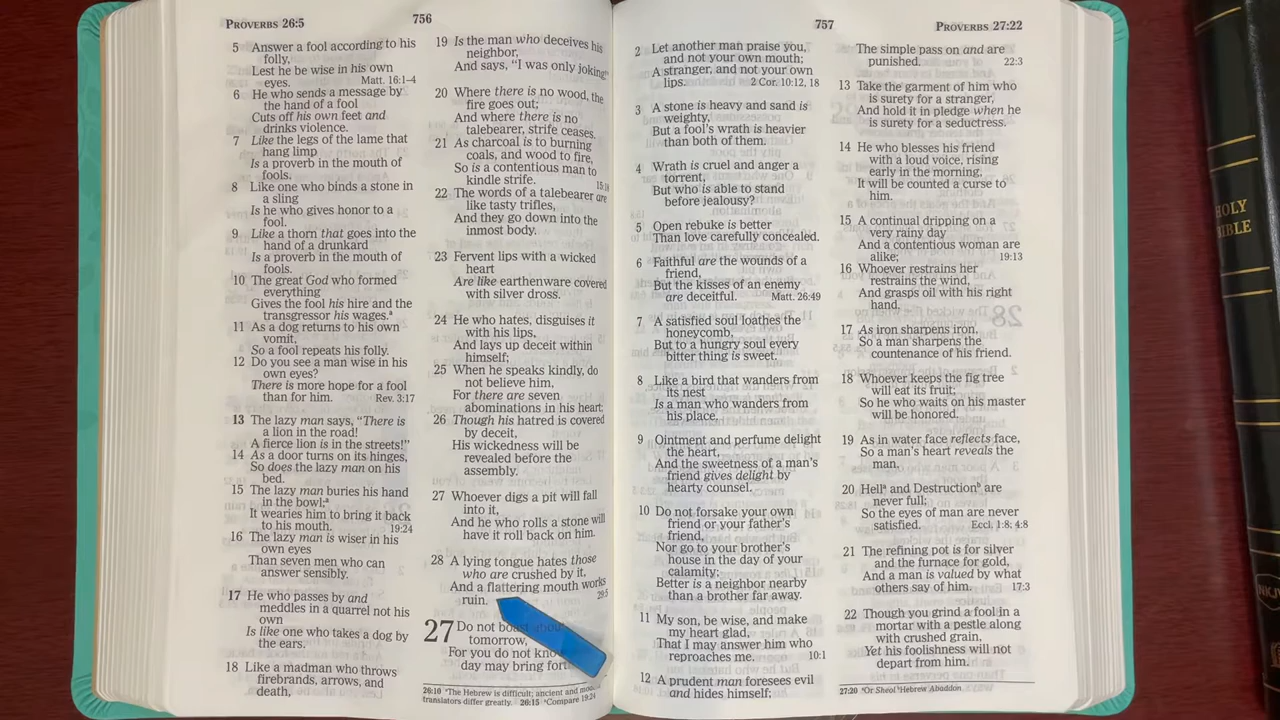 PROVERBS 26:5
756
5 Answer a fool according to his
folly,
Lest he be wise in his own
eyes. Matt. 16:1–4
6 He who sends a message by
the hand of a fool
Cuts off his own feet and
drinks violence.
7 Like the legs of the lame that
hang limp
Is a proverb in the mouth of
fools.
8 Like one who binds a stone in
a sling
Is he who gives honor to a
fool.
9 Like a thorn that goes into the
hand of a drunkard
Is a proverb in the mouth of
fools.
10 The great God who formed
everything
Gives the fool his hire and the
transgressor his wages.ᵃ
11 As a dog returns to his own
vomit,
So a fool repeats his folly.
12 Do you see a man wise in his
own eyes?
There is more hope for a fool
than for him. Rev. 3:17
13 The lazy man says, "There is
a lion in the road!
A fierce lion is in the streets!"
14 As a door turns on its hinges,
So does the lazy man on his
bed.
15 The lazy man buries his hand
in the bowl;ᵃ
It wearies him to bring it back
to his mouth. 19:24
16 The lazy man is wiser in his
own eyes
Than seven men who can
answer sensibly.
17 He who passes by and
meddles in a quarrel not his
own
Is like one who takes a dog by
the ears.
18 Like a madman who throws
firebrands, arrows, and
death,
19 Is the man who deceives his
neighbor,
And says, "I was only joking!"
20 Where there is no wood, the
fire goes out;
And where there is no
talebearer, strife ceases.
21 As charcoal is to burning
coals, and wood to fire,
So is a contentious man to
kindle strife. 15:18
22 The words of a talebearer are
like tasty trifles,
And they go down into the
inmost body.
23 Fervent lips with a wicked
heart
Are like earthenware covered
with silver dross.
24 He who hates, disguises it
with his lips,
And lays up deceit within
himself;
25 When he speaks kindly, do
not believe him,
For there are seven
abominations in his heart;
26 Though his hatred is covered
by deceit,
His wickedness will be
revealed before the
assembly.
27 Whoever digs a pit will fall
into it,
And he who rolls a stone will
have it roll back on him.
28 A lying tongue hates those
who are crushed by it,
And a flattering mouth works
ruin. 29:5
27 Do not boast about
tomorrow,
For you do not
day may bring
26:10 ᵃThe Hebrew is difficult; ancient and
translators differ greatly. 26:15 ᵃCompare 19:24
757
PROVERBS 27:22
2 Let another man praise you,
and not your own mouth;
A stranger, and not your own
lips. 2 Cor. 10:12, 18
3 A stone is heavy and sand is
weighty,
But a fool's wrath is heavier
than both of them.
4 Wrath is cruel and anger a
torrent,
But who is able to stand
before jealousy?
5 Open rebuke is better
Than love carefully concealed.
6 Faithful are the wounds of a
friend,
But the kisses of an enemy
are deceitful. Matt. 26:49
7 A satisfied soul loathes the
honeycomb,
But to a hungry soul every
bitter thing is sweet.
8 Like a bird that wanders from
its nest
Is a man who wanders from
his place.
9 Ointment and perfume delight
the heart,
And the sweetness of a man's
friend gives delight by
hearty counsel.
10 Do not forsake your own
friend or your father's
friend,
Nor go to your brother's
house in the day of your
calamity;
Better is a neighbor nearby
than a brother far away.
11 My son, be wise, and make
my heart glad,
That I may answer him who
reproaches me. 10:1
12 A prudent man foresees evil
and hides himself;
The simple pass on and are
punished. 22:3
13 Take the garment of him who
is surety for a stranger,
And hold it in pledge when he
is surety for a seductress.
14 He who blesses his friend
with a loud voice, rising
early in the morning,
It will be counted a curse to
him.
15 A continual dripping on a
very rainy day
And a contentious woman are
alike; 19:13
16 Whoever restrains her
restrains the wind,
And grasps oil with his right
hand.
17 As iron sharpens iron,
So a man sharpens the
countenance of his friend.
18 Whoever keeps the fig tree
will eat its fruit;
So he who waits on his master
will be honored.
19 As in water face reflects face,
So a man's heart reveals the
man.
20 Hellᵃ and Destructionᵇ are
never full;
So the eyes of man are never
satisfied. Eccl. 1:8; 4:8
21 The refining pot is for silver
and the furnace for gold,
And a man is valued by what
others say of him. 17:3
22 Though you grind a fool in a
mortar with a pestle along
with crushed grain,
Yet his foolishness will not
depart from him.
27:20 ᵃOr Sheol ᵇHebrew Abaddon
HOLY
BIBLE
NKJV